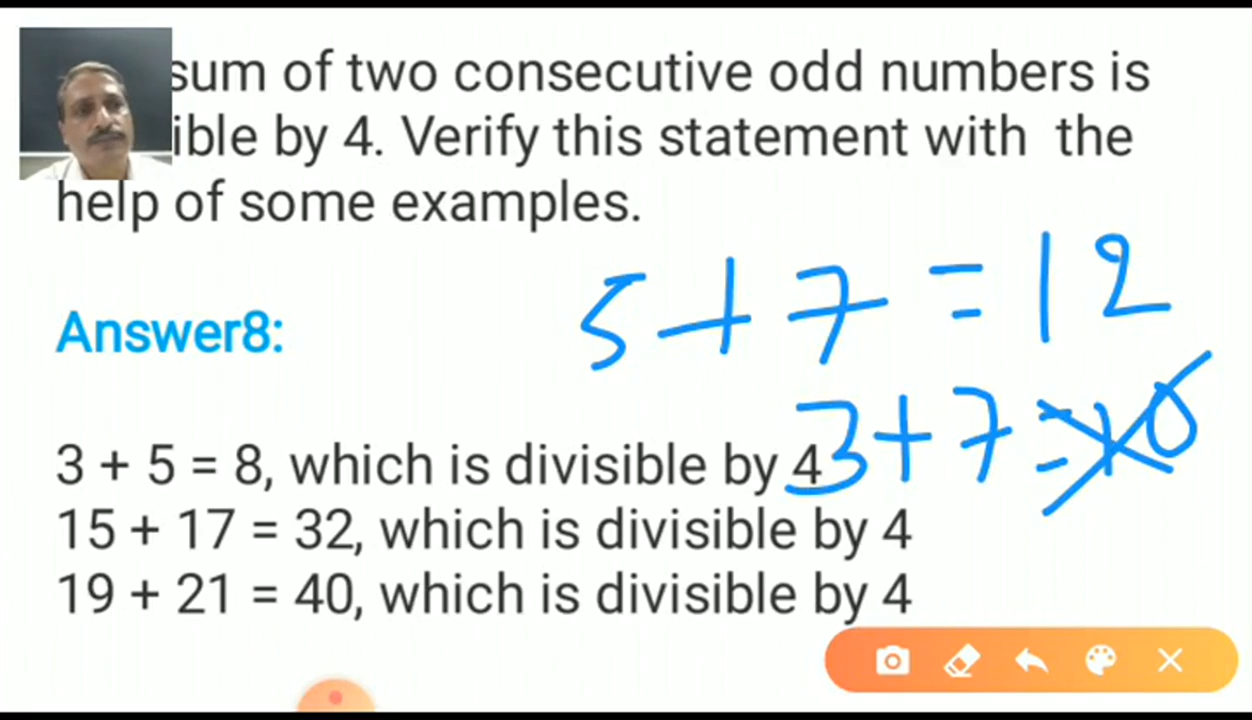 sum of two consecutive odd numbers is
ible by 4. Verify this statement with the
help of some examples.
5 + 7 = 12
Answer8:
3 + 7 = 10
3 + 5 = 8, which is divisible by 4
15 + 17 = 32, which is divisible by 4
19 + 21 = 40, which is divisible by 4